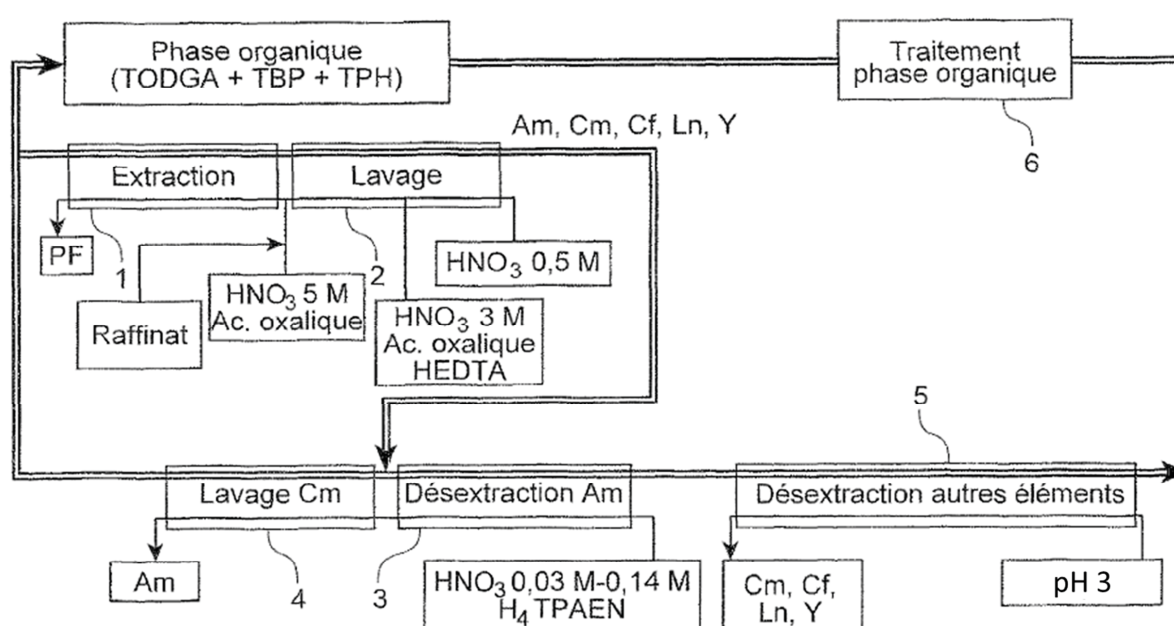 Phase organique
(TODGA + TBP + TPH)
Traitement
phase organique
6
Am, Cm, Cf, Ln, Y
Extraction
Lavage
PF
1
2
HNO3 0,5 M
Raffinat
HNO3 5 M
Ac. oxalique
HNO3 3 M
Ac. oxalique
HEDTA
5
Lavage Cm
Désextraction Am
Désextraction autres éléments
Am
4
3
HNO3 0,03 M-0,14 M
H4 TPAEN
Cm, Cf,
Ln, Y
pH 3